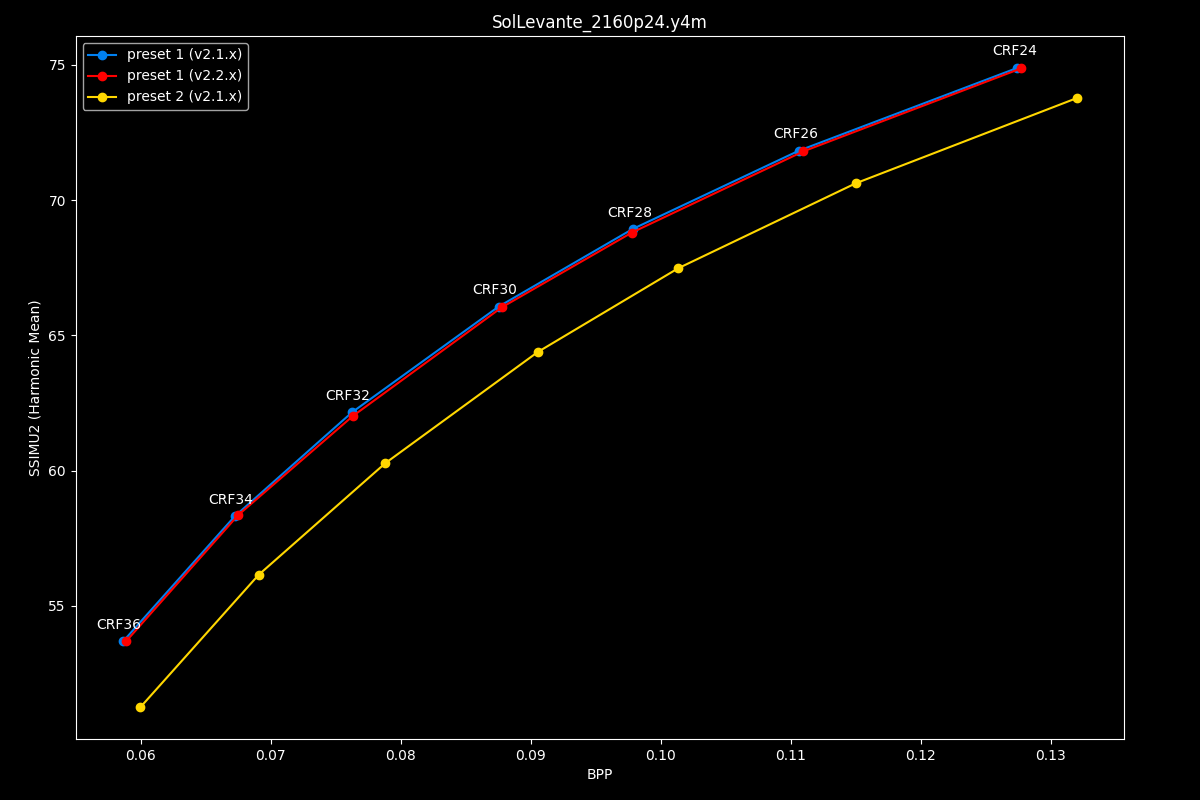 SolLevante_2160p24.y4m
preset 1 (v2.1.x)
preset 1 (v2.2.x)
preset 2 (v2.1.x)
CRF24
CRF26
CRF28
CRF30
CRF32
CRF34
CRF36
75
70
65
60
55
SSIMU2 (Harmonic Mean)
0.06 0.07 0.08 0.09 0.10 0.11 0.12 0.13
BPP